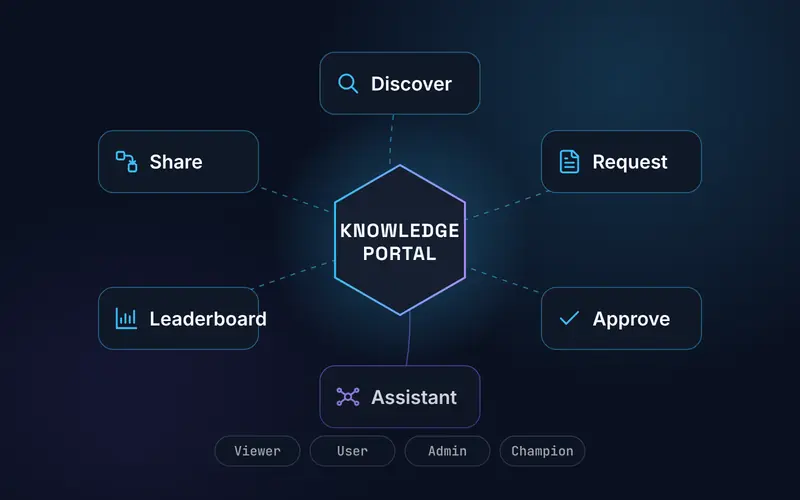 Discover
Share
Request
KNOWLEDGE
PORTAL
Leaderboard
Approve
Assistant
Viewer
User
Admin
Champion